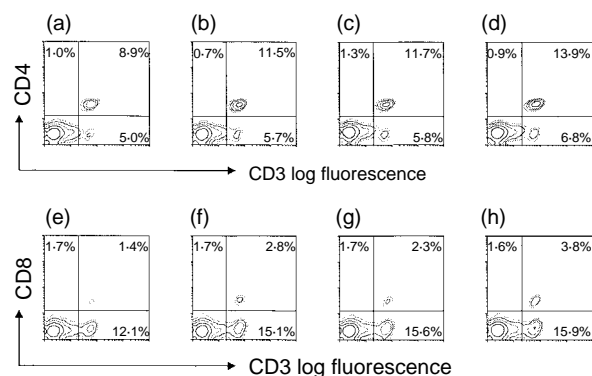 (a) (b) (c) (d)
1·0% 8·9% 0·7% 11·5% 1·3% 11·7% 0·9% 13·9%
CD4
5·0% 5·7% 5·8% 6·8%
CD3 log fluorescence
(e) (f) (g) (h)
1·7% 1·4% 1·7% 2·8% 1·7% 2·3% 1·6% 3·8%
CD8
12·1% 15·1% 15·6% 15·9%
CD3 log fluorescence